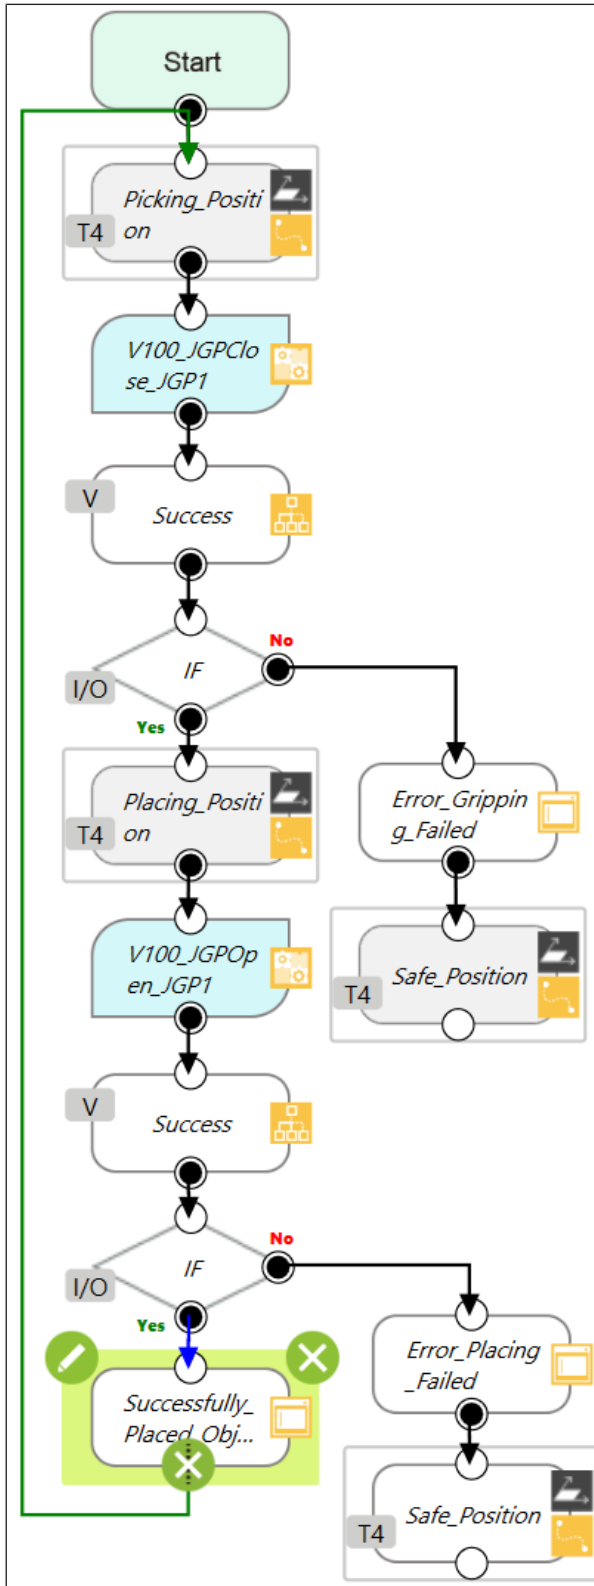 Start
Picking_Positi
on
T4
V100_JGPClo
se_JGP1
V
Success
IF
No
I/O
Yes
Placing_Positi
on
T4
Error_Grippin
g_Failed
V100_JGPOp
en_JGP1
Safe_Position
T4
V
Success
IF
No
I/O
Yes
Error_Placing
_Failed
Successfully_
Placed_Obj...
Safe_Position
T4